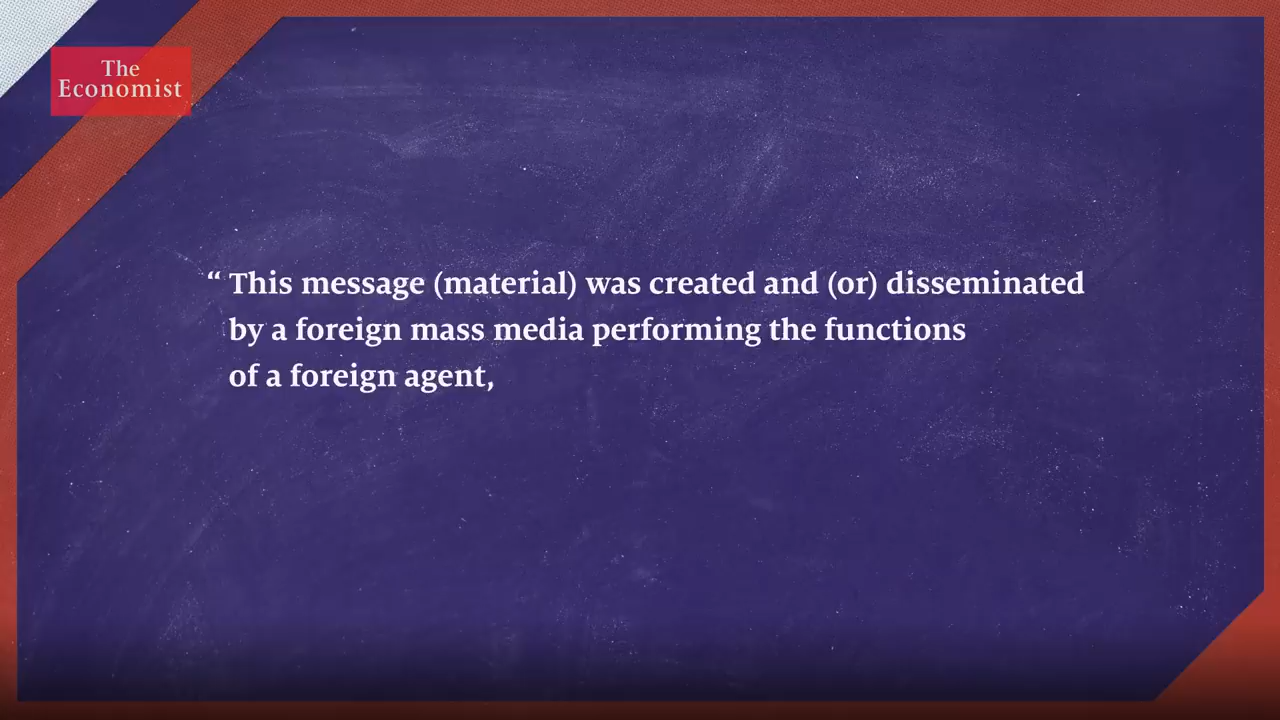 The
Economist
“ This message (material) was created and (or) disseminated
by a foreign mass media performing the functions
of a foreign agent,